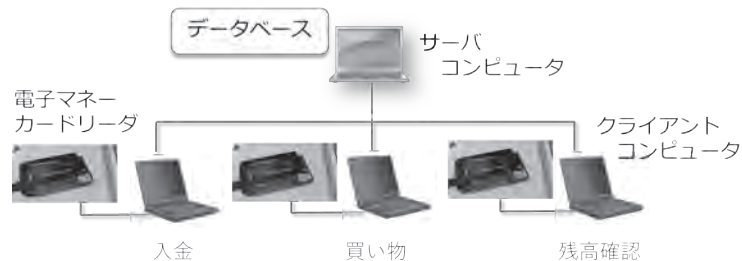 データベース
サーバ
コンピュータ
電子マネー
カードリーダ
クライアント
コンピュータ
入金
買い物
残高確認